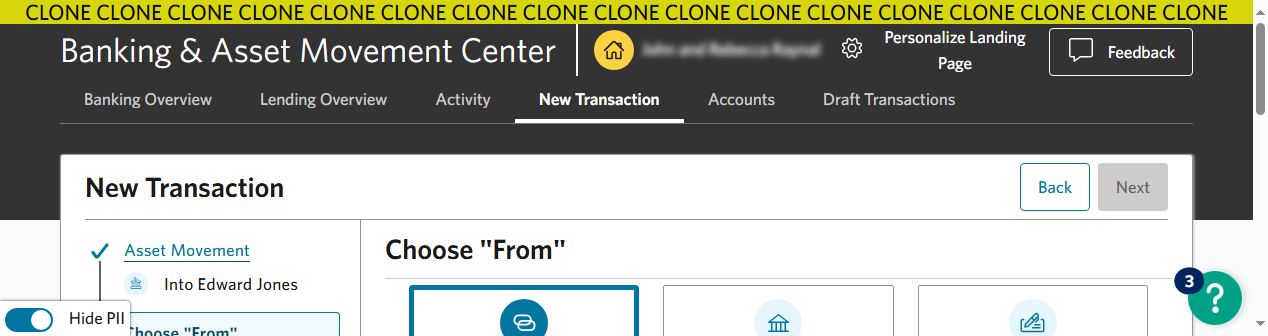 CLONE CLONE CLONE CLONE CLONE CLONE CLONE CLONE CLONE CLONE CLONE CLONE CLONE CLONE CLONE CLONE CLONE
Banking & Asset Movement Center
Personalize Landing
Page
Feedback
Banking Overview Lending Overview Activity New Transaction Accounts Draft Transactions
New Transaction
Back Next
Asset Movement
Into Edward Jones
Choose "From"
Choose "From"
Hide PII
3
?